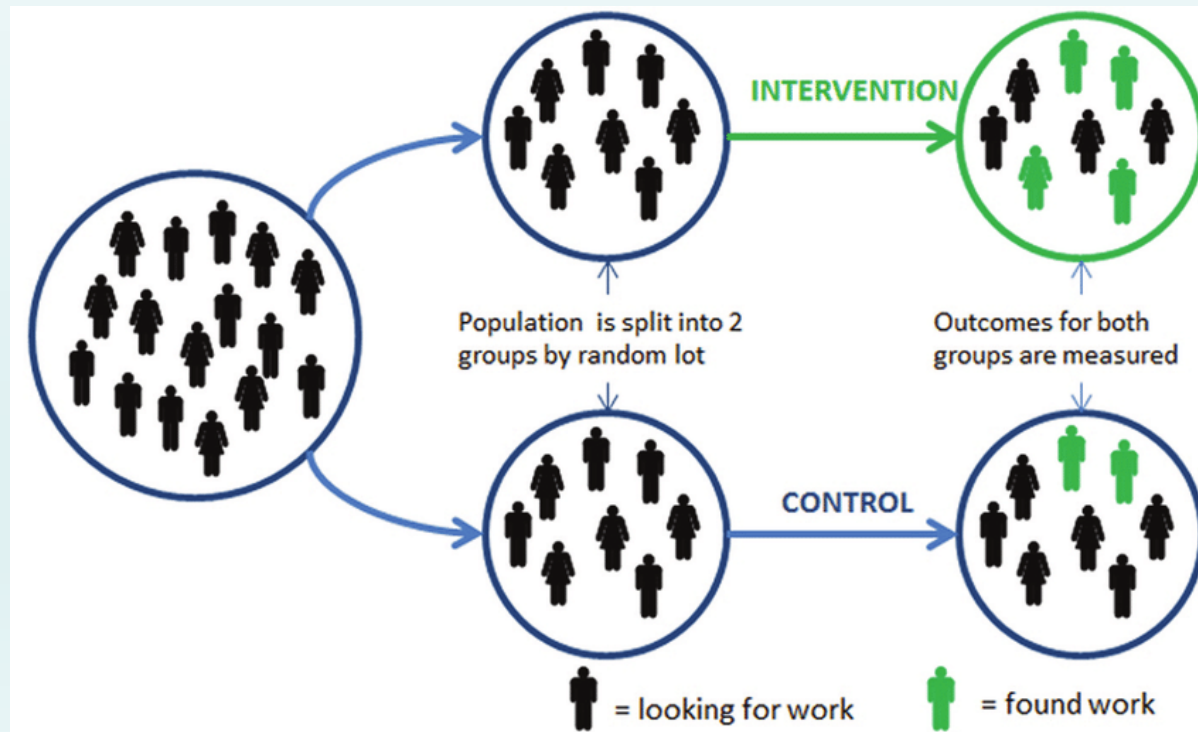 INTERVENTION
Population is split into 2
groups by random lot
Outcomes for both
groups are measured
CONTROL
= looking for work
= found work